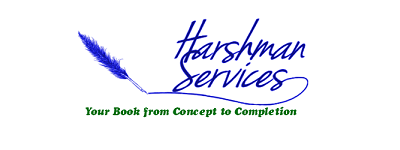 Harshman
Services
Your Book from Concept to Completion